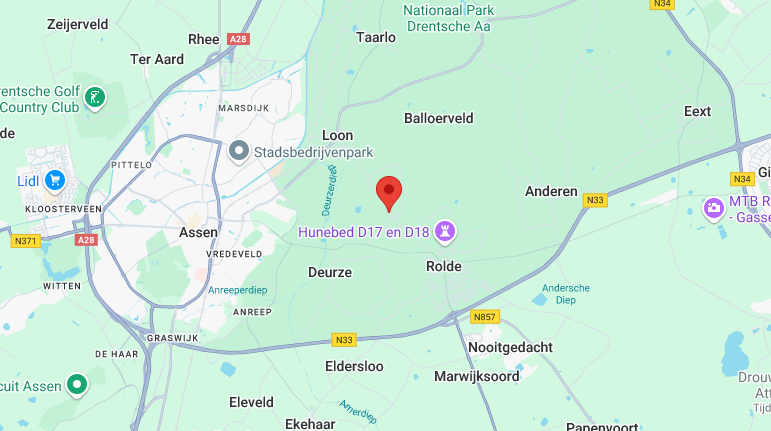 N34
Nationaal Park
Drentsche Aa
Zeijerveld
Rhee
A28
Taarlo
Ter Aard
Drentsche Golf
Country Club
MARSDIJK
Balloerveld
Eext
de
Loon
Stadsbedrijvenpark
PITTELO
Lidl
Deurzerdiep
Gi
N34
Anderen
N33
KLOOSTERVEEN
MTB R
- Gasse
N371
A28
Assen
Hunebed D17 en D18
VREDEVELD
Rolde
Deurze
WITTEN
Anreeperdiep
Andersche
Diep
ANREEP
N857
GRASWIJK
N33
Nooitgedacht
DE HAAR
Eldersloo
Marwijksoord
Drouw
Att
Tijd
cuit Assen
Eleveld
Amerdiep
Ekehaar
Papenvoort